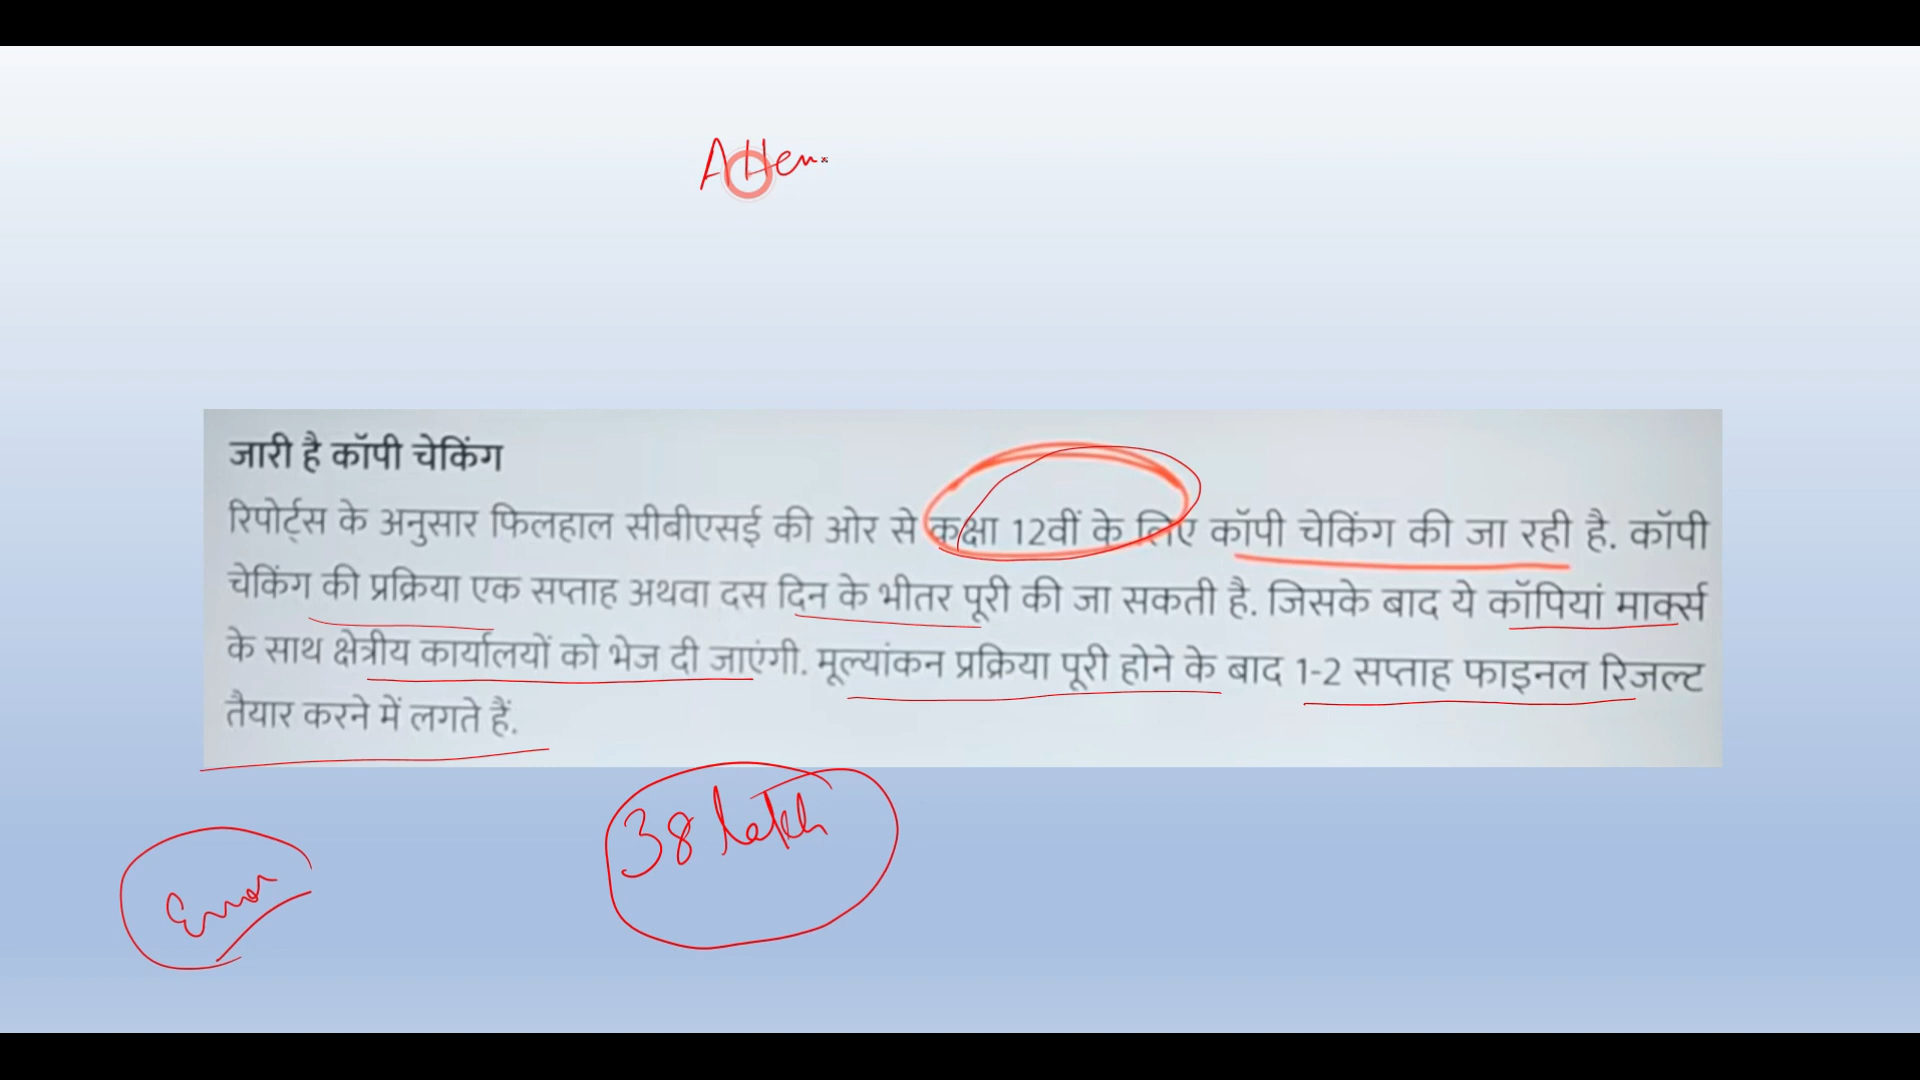 Atten
जारी है कॉपी चेकिंग
रिपोर्ट्स के अनुसार फिलहाल सीबीएसई की ओर से कक्षा 12वीं के लिए कॉपी चेकिंग की जा रही है. कॉपी
चेकिंग की प्रक्रिया एक सप्ताह अथवा दस दिन के भीतर पूरी की जा सकती है. जिसके बाद ये कॉपियां मार्क्स
के साथ क्षेत्रीय कार्यालयों को भेज दी जाएंगी. मूल्यांकन प्रक्रिया पूरी होने के बाद 1-2 सप्ताह फाइनल रिजल्ट
तैयार करने में लगते हैं.
38
Error